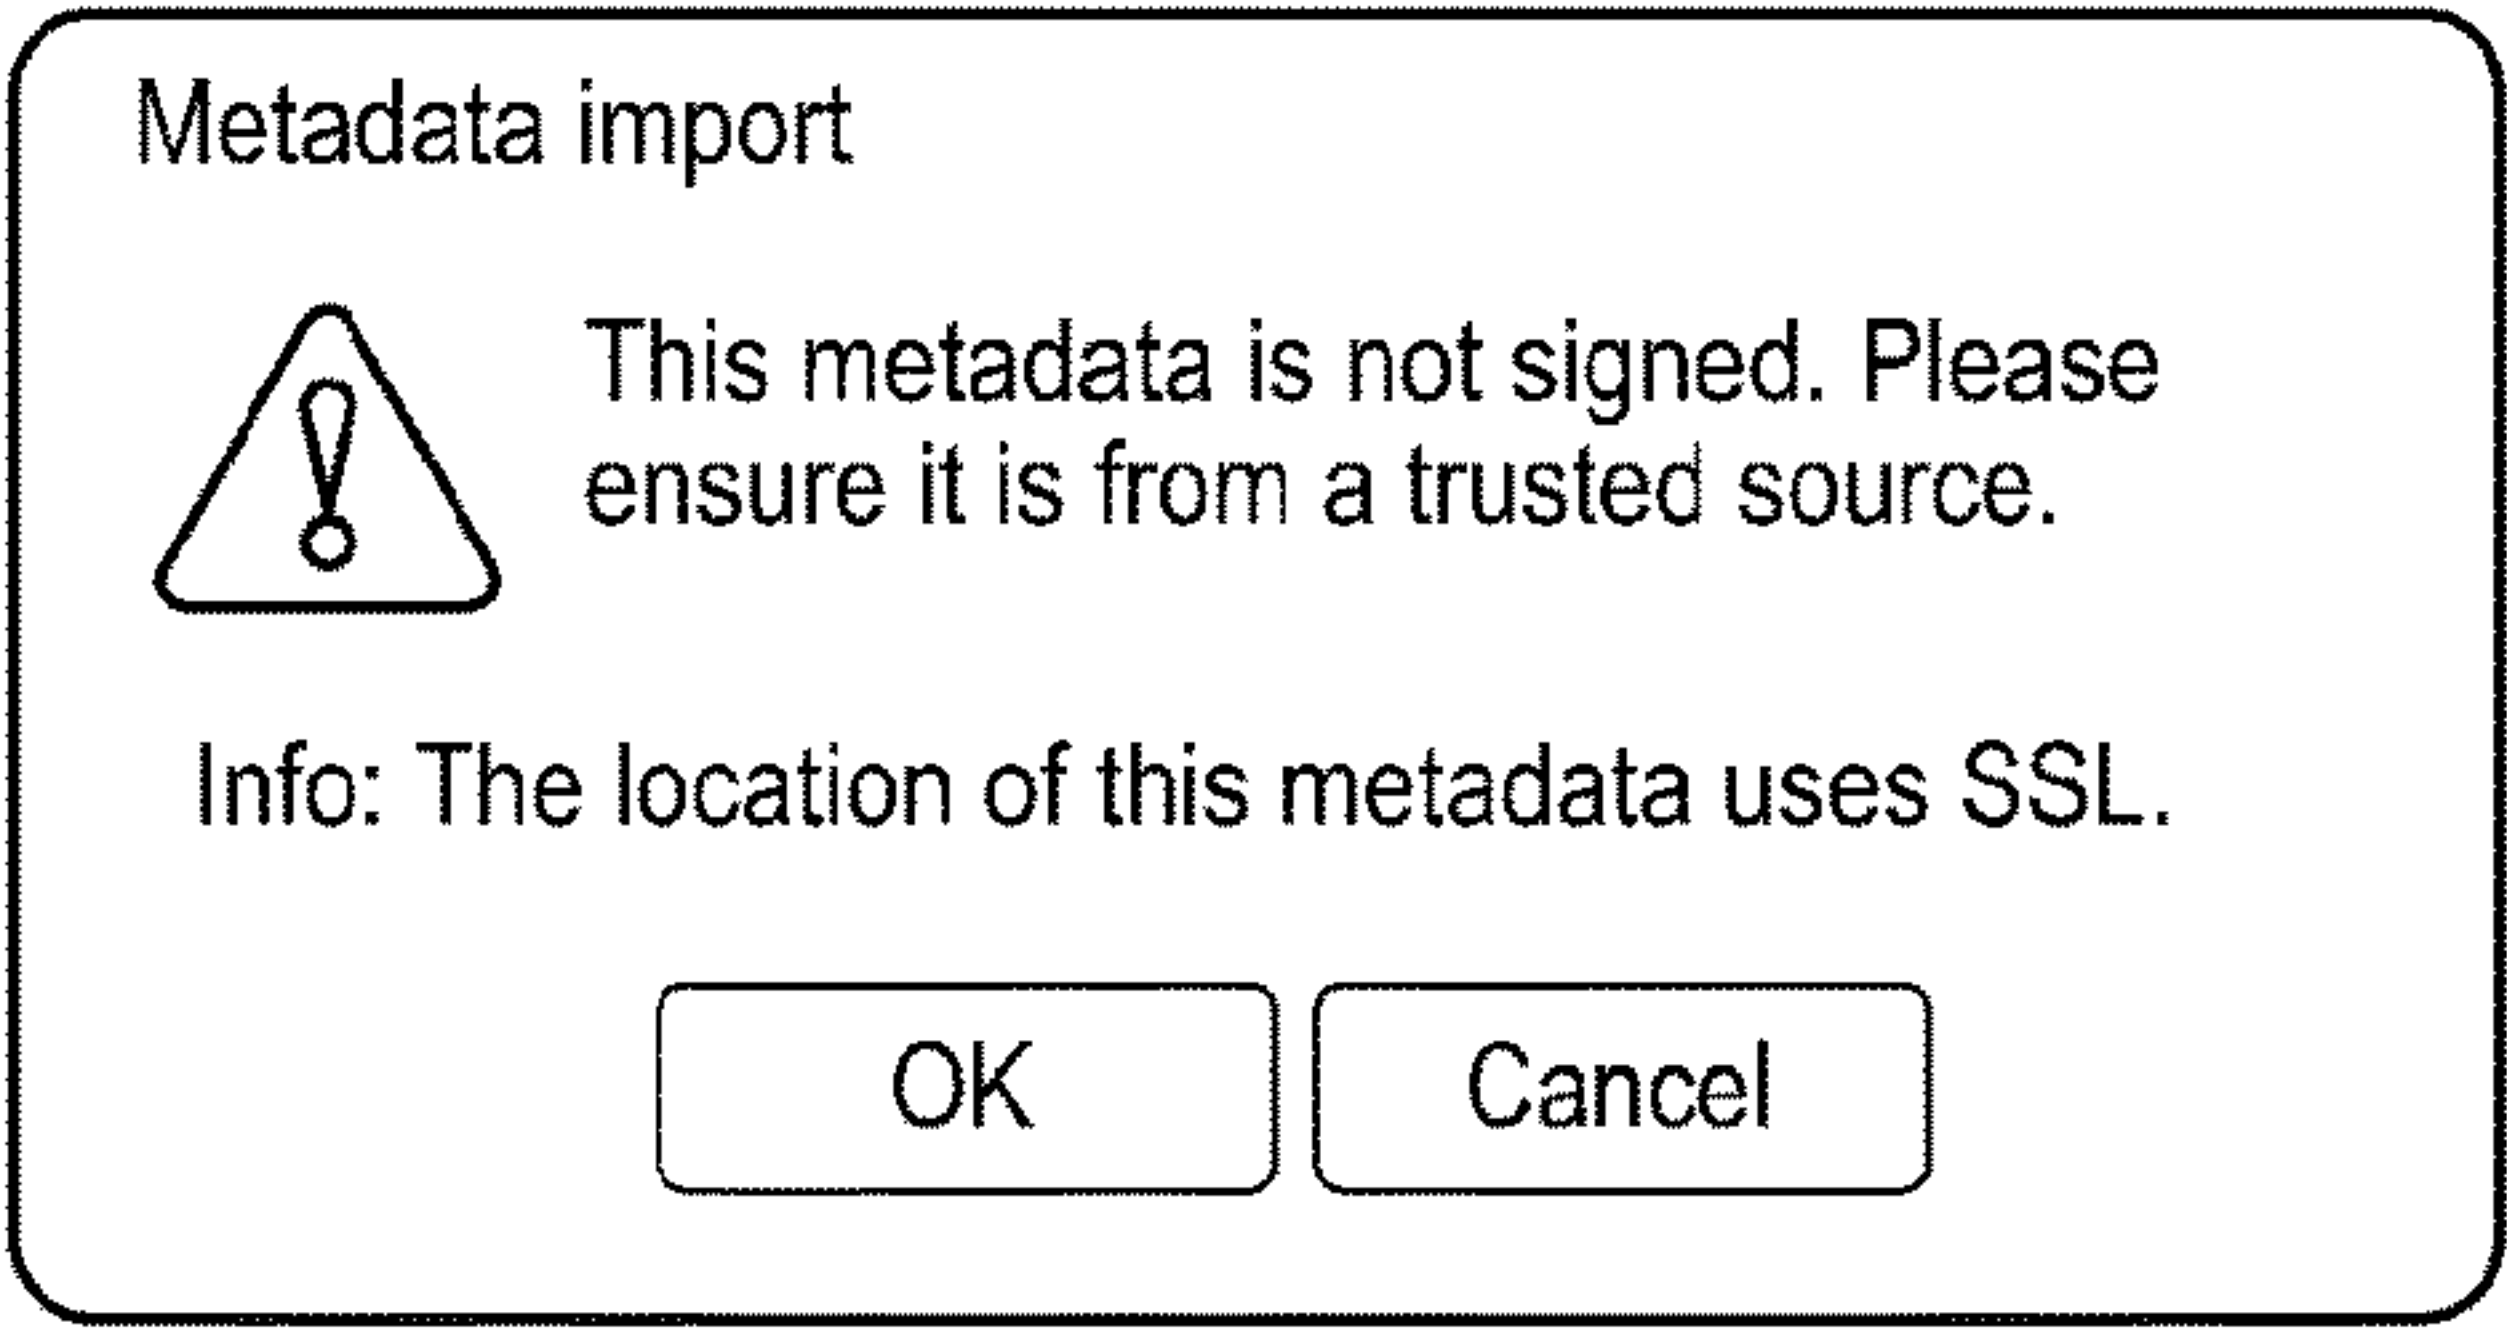 Metadata import
This metadata is not signed. Please
ensure it is from a trusted source.
Info: The location of this metadata uses SSL.
OK
Cancel